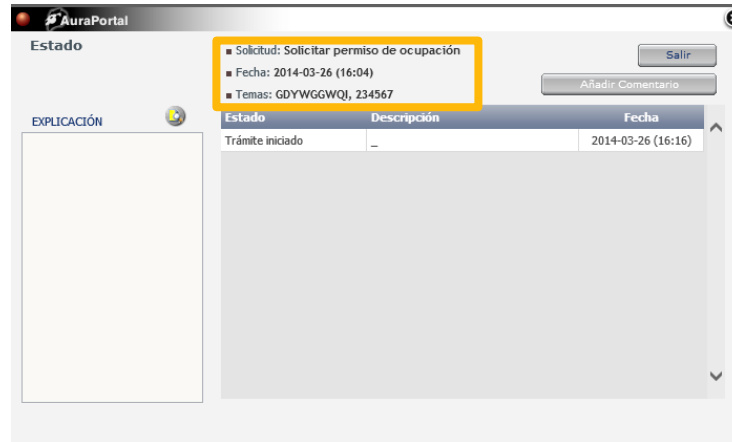 AuraPortal
Estado
■ Solicitud: Solicitar permiso de ocupación
■ Fecha: 2014-03-26 (16:04)
■ Temas: GDYWGGWQI, 234567
Salir
Añadir Comentario
EXPLICACIÓN
Estado Descripción Fecha
Trámite iniciado _ 2014-03-26 (16:16)